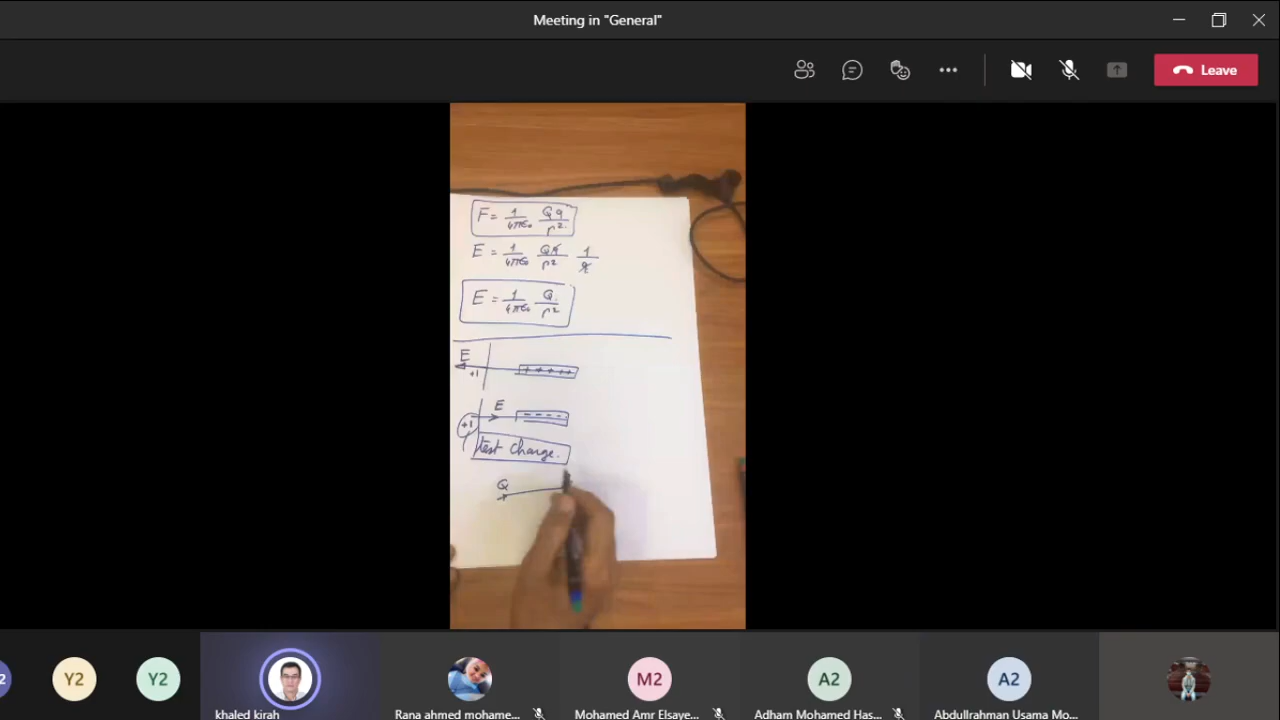 Meeting in "General"
Leave
F = 1/4πε₀ Qq/r²
E = 1/4πε₀ Qq/r² 1/q
E = 1/4πε₀ Q/r²
E
+1
+ + + + +
E
+1
- - - - -
test charge.
Q
+
2
Y2
Y2
khaled kirah
Rana ahmed mohame...
M2
Mohamed Amr Elsaye...
A2
Adham Mohamed Has...
A2
Abdullrahman Usama Mo...